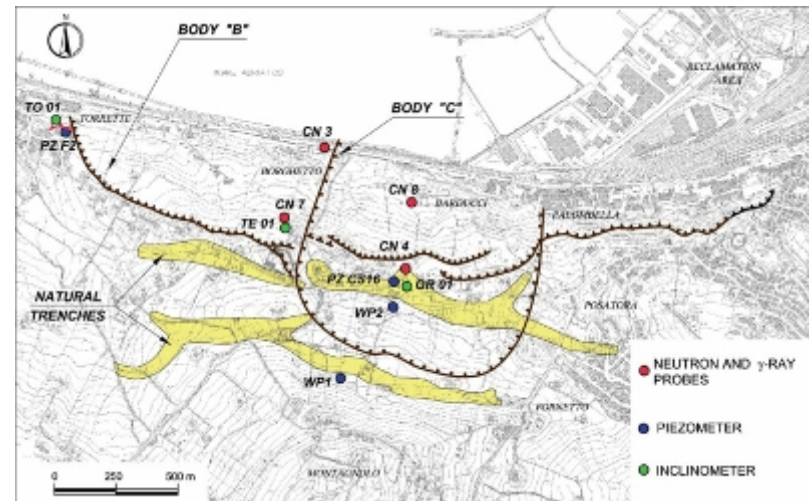 N
BODY "B"
RECLAMATION
AREA
TO 01
TORRETTE
PZ F2
BODY "C"
CN 3
BORGHETTO
CN 8
BARDUCCI
CN 7
TE 01
PALOMBELLA
CN 4
PZ CS16
OR 01
NATURAL
TRENCHES
WP2
POSATORA
WP1
FORNETTO
MONTAGNOLO
NEUTRON AND γ-RAY
PROBES
PIEZOMETER
INCLINOMETER
0 250 500 m